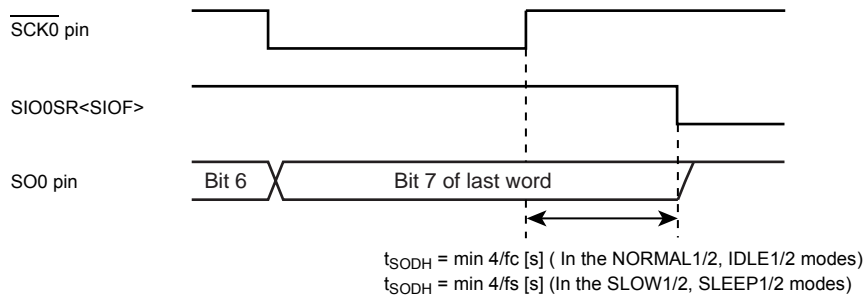 SCK0 pin
SIO0SR<SIOF>
SO0 pin
Bit 6
Bit 7 of last word
tSODH = min 4/fc [s] ( In the NORMAL1/2, IDLE1/2 modes)
tSODH = min 4/fs [s] (In the SLOW1/2, SLEEP1/2 modes)